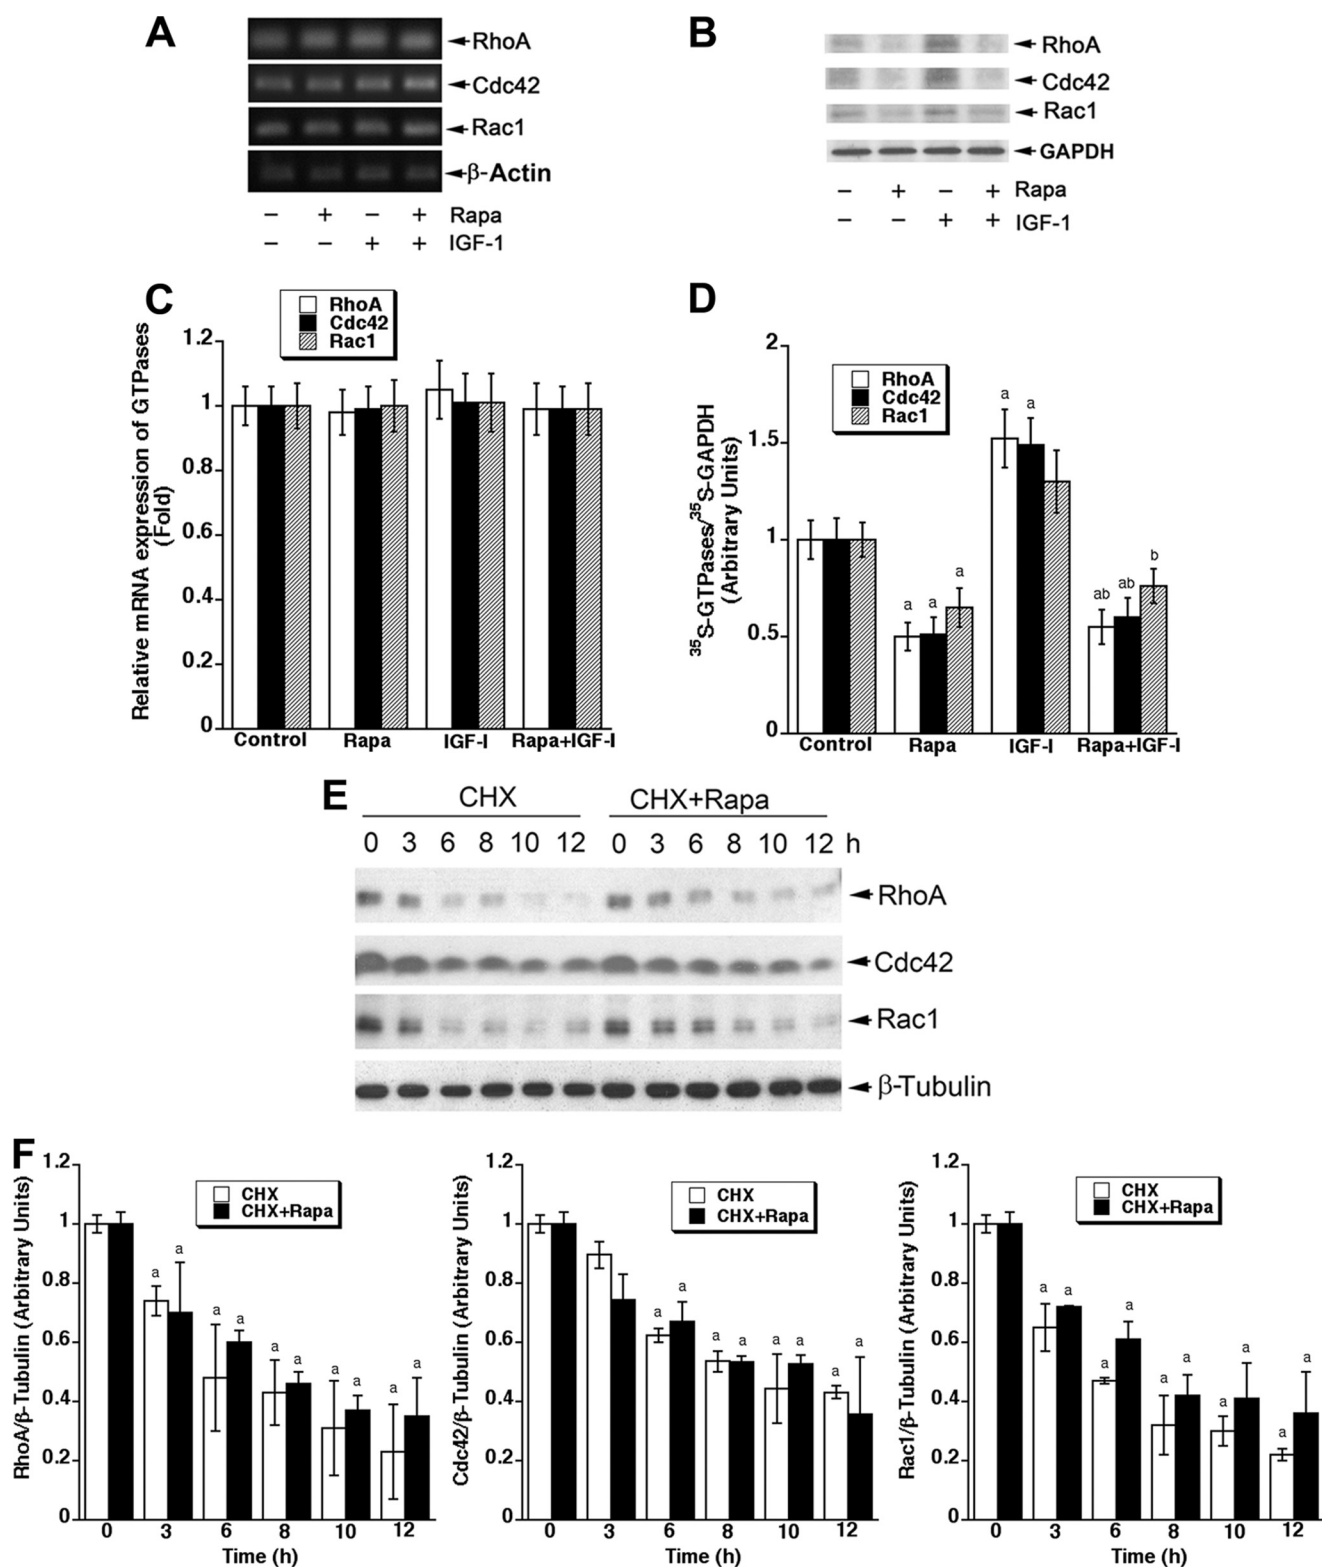 A
RhoA
Cdc42
Rac1
β-Actin
− + − + Rapa
− − + + IGF-1
B
RhoA
Cdc42
Rac1
GAPDH
− + − + Rapa
− − + + IGF-1
C
RhoA
Cdc42
Rac1
Relative mRNA expression of GTPases
(Fold)
1.2
1
0.8
0.6
0.4
0.2
0
Control Rapa IGF-I Rapa+IGF-I
D
RhoA
Cdc42
Rac1
³⁵S-GTPases/³⁵S-GAPDH
(Arbitrary Units)
2
1.5
1
0.5
0
a a a a a ab ab b
Control Rapa IGF-I Rapa+IGF-I
E
CHX CHX+Rapa
0 3 6 8 10 12 0 3 6 8 10 12 h
RhoA
Cdc42
Rac1
β-Tubulin
F
RhoA/β-Tubulin (Arbitrary Units)
1.2
1
0.8
0.6
0.4
0.2
0
CHX
CHX+Rapa
a a a a a a a a a a
0 3 6 8 10 12
Time (h)
Cdc42/β-Tubulin (Arbitrary Units)
1.2
1
0.8
0.6
0.4
0.2
0
CHX
CHX+Rapa
a a a a a a a a
0 3 6 8 10 12
Time (h)
Rac1/β-Tubulin (Arbitrary Units)
1.2
1
0.8
0.6
0.4
0.2
0
CHX
CHX+Rapa
a a a a a a a a a a
0 3 6 8 10 12
Time (h)